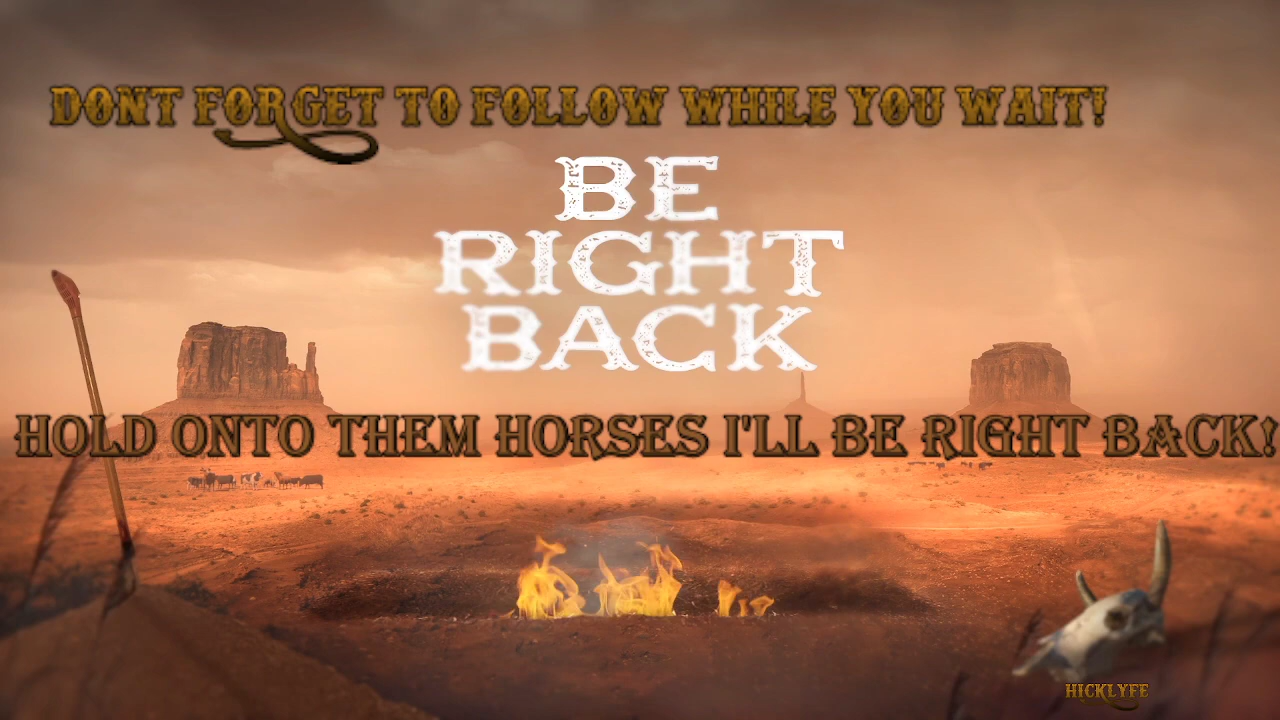 DONT FORGET TO FOLLOW WHILE YOU WAIT!
BE
RIGHT
BACK
HOLD ONTO THEM HORSES I'LL BE RIGHT BACK!
HICKLYFE